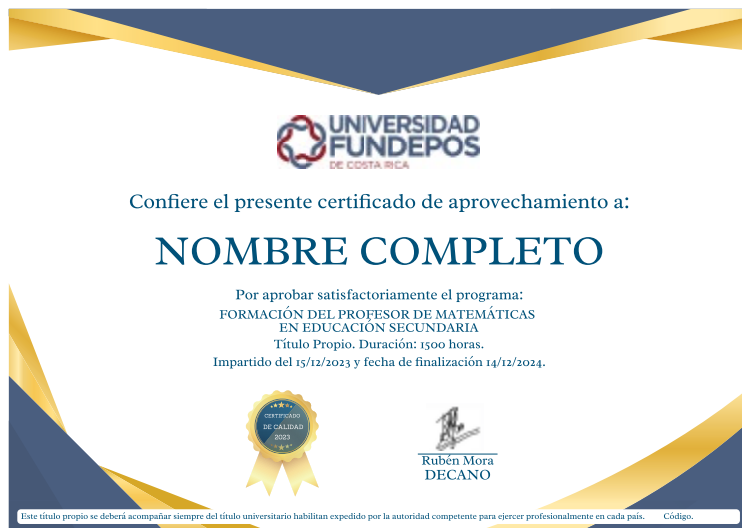 UNIVERSIDAD
FUNDEPOS
DE COSTA RICA
Confiere el presente certificado de aprovechamiento a:
NOMBRE COMPLETO
Por aprobar satisfactoriamente el programa:
FORMACIÓN DEL PROFESOR DE MATEMÁTICAS
EN EDUCACIÓN SECUNDARIA
Título Propio. Duración: 1500 horas.
Impartido del 15/12/2023 y fecha de finalización 14/12/2024.
CERTIFICADO
DE CALIDAD
2023
Rubén Mora
DECANO
Este título propio se deberá acompañar siempre del título universitario habilitan expedido por la autoridad competente para ejercer profesionalmente en cada país. Código.